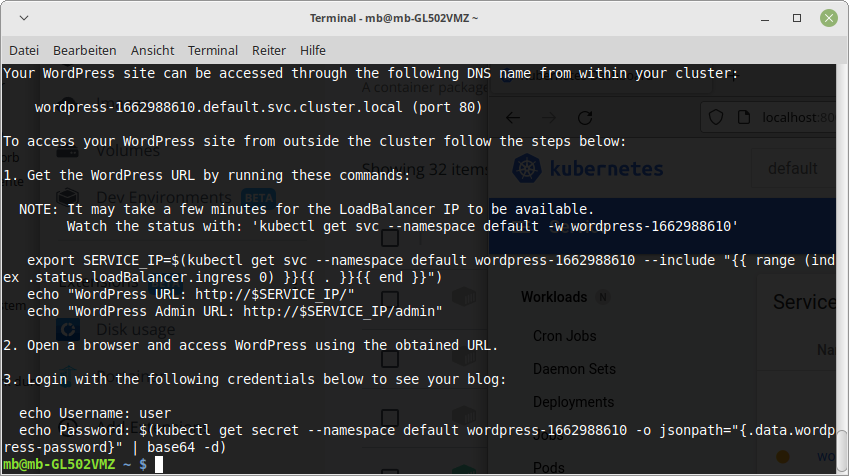 Terminal - mb@mb-GL502VMZ ~
Datei Bearbeiten Ansicht Terminal Reiter Hilfe
Your WordPress site can be accessed through the following DNS name from within your cluster:
wordpress-1662988610.default.svc.cluster.local (port 80)
To access your WordPress site from outside the cluster follow the steps below:
1. Get the WordPress URL by running these commands:
NOTE: It may take a few minutes for the LoadBalancer IP to be available.
Watch the status with: 'kubectl get svc --namespace default -w wordpress-1662988610'
export SERVICE_IP=$(kubectl get svc --namespace default wordpress-1662988610 --include "{{ range (ind
ex .status.loadBalancer.ingress 0) }}{{ . }}{{ end }}")
echo "WordPress URL: http://$SERVICE_IP/"
echo "WordPress Admin URL: http://$SERVICE_IP/admin"
2. Open a browser and access WordPress using the obtained URL.
3. Login with the following credentials below to see your blog:
echo Username: user
echo Password: $(kubectl get secret --namespace default wordpress-1662988610 -o jsonpath="{.data.wordp
ress-password}" | base64 -d)
mb@mb-GL502VMZ ~ $
A container package
localhost:80
Volumes
Showing 32 items
kubernetes
default
Dev Environments BETA
Workloads N
Service
Cron Jobs
Disk usage
Daemon Sets
Deployments
Jobs
Pods